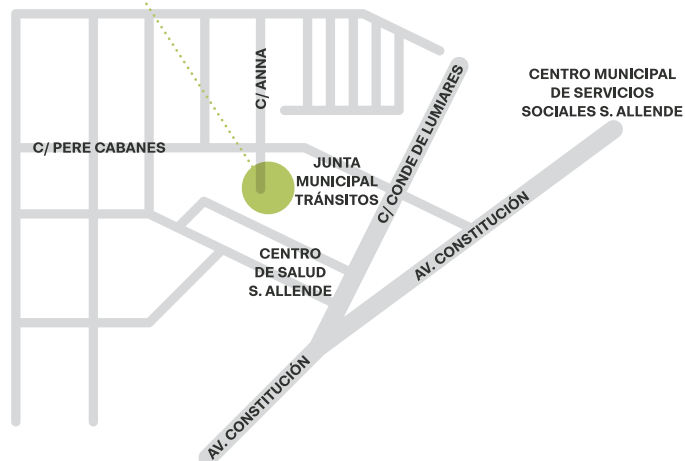 C/ ANNA
C/ CONDE DE LUMIARES
CENTRO MUNICIPAL
DE SERVICIOS
SOCIALES S. ALLENDE
C/ PERE CABANES
JUNTA
MUNICIPAL
TRÁNSITOS
CENTRO
DE SALUD
S. ALLENDE
AV. CONSTITUCIÓN
AV. CONSTITUCIÓN